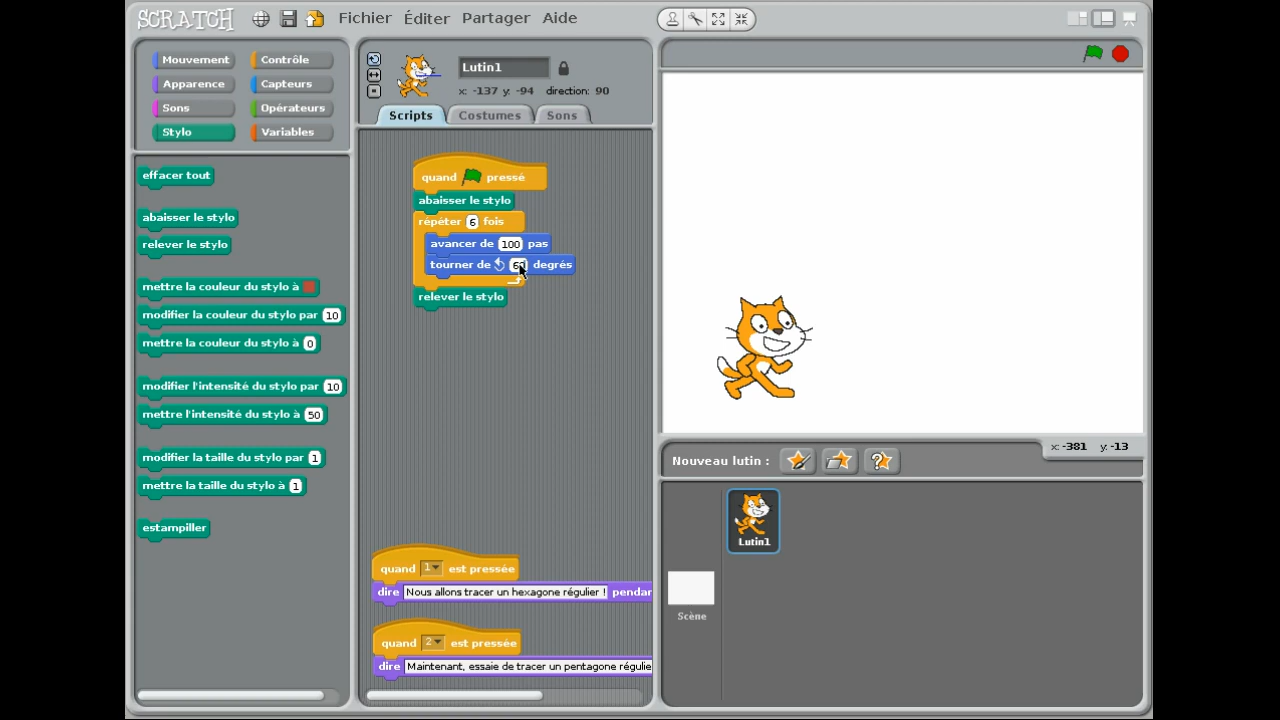 SCRATCH Fichier Éditer Partager Aide
Mouvement Contrôle
Apparence Capteurs
Sons Opérateurs
Stylo Variables
effacer tout
abaisser le stylo
relever le stylo
mettre la couleur du stylo à
modifier la couleur du stylo par 10
mettre la couleur du stylo à 0
modifier l'intensité du stylo par 10
mettre l'intensité du stylo à 50
modifier la taille du stylo par 1
mettre la taille du stylo à 1
estampiller
Lutin1
x: -137 y: -94 direction: 90
Scripts Costumes Sons
quand pressé
abaisser le stylo
répéter 6 fois
avancer de 100 pas
tourner de degrés
relever le stylo
quand 1 est pressée
dire Nous allons tracer un hexagone régulier !
quand 2 est pressée
dire Maintenant, essaie de tracer un pentagone
x: -381 y: -13
Nouveau lutin :
Lutin1
Scène